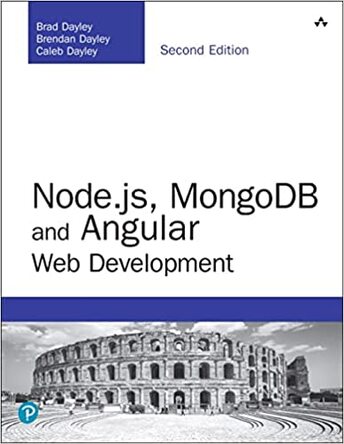 Brad Dayley
Brendan Dayley
Caleb Dayley
Second Edition
Node.js, MongoDB
and Angular
Web Development
P